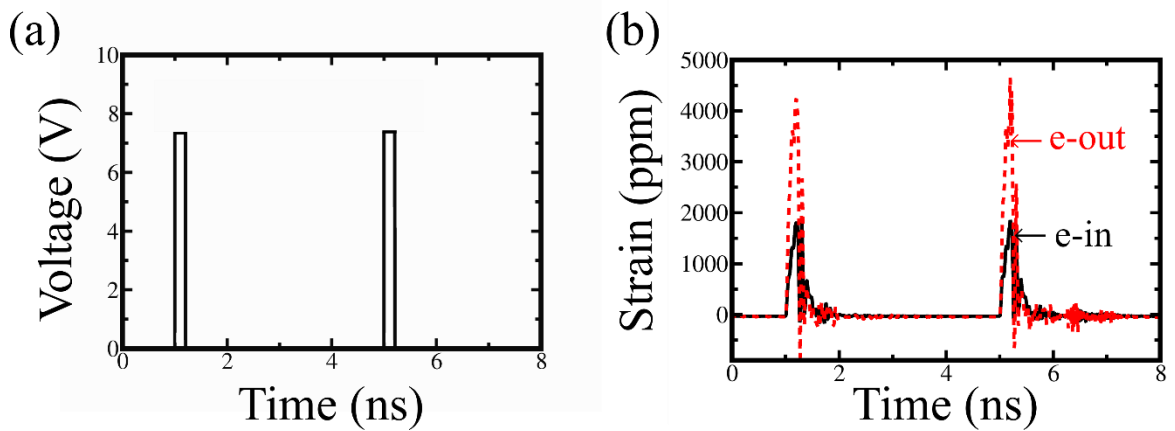 (a)
10
8
6
4
2
0
Voltage (V)
0 2 4 6 8
Time (ns)
(b)
5000
4000
3000
2000
1000
0
Strain (ppm)
e-out
e-in
0 2 4 6 8
Time (ns)